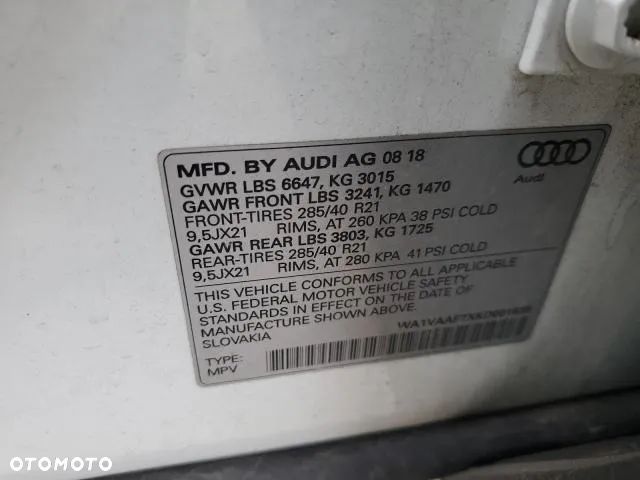 MFD. BY AUDI AG 08 18
GVWR LBS 6647, KG 3015
GAWR FRONT LBS 3241, KG 1470
FRONT-TIRES 285/40 R21
9,5JX21 RIMS, AT 260 KPA 38 PSI COLD
GAWR REAR LBS 3803, KG 1725
REAR-TIRES 285/40 R21
9,5JX21 RIMS, AT 280 KPA 41 PSI COLD
Audi
THIS VEHICLE CONFORMS TO ALL APPLICABLE
U.S. FEDERAL MOTOR VEHICLE SAFETY
STANDARDS IN EFFECT ON THE DATE OF
MANUFACTURE SHOWN ABOVE.
SLOVAKIA
TYPE:
MPV
OTOMOTO